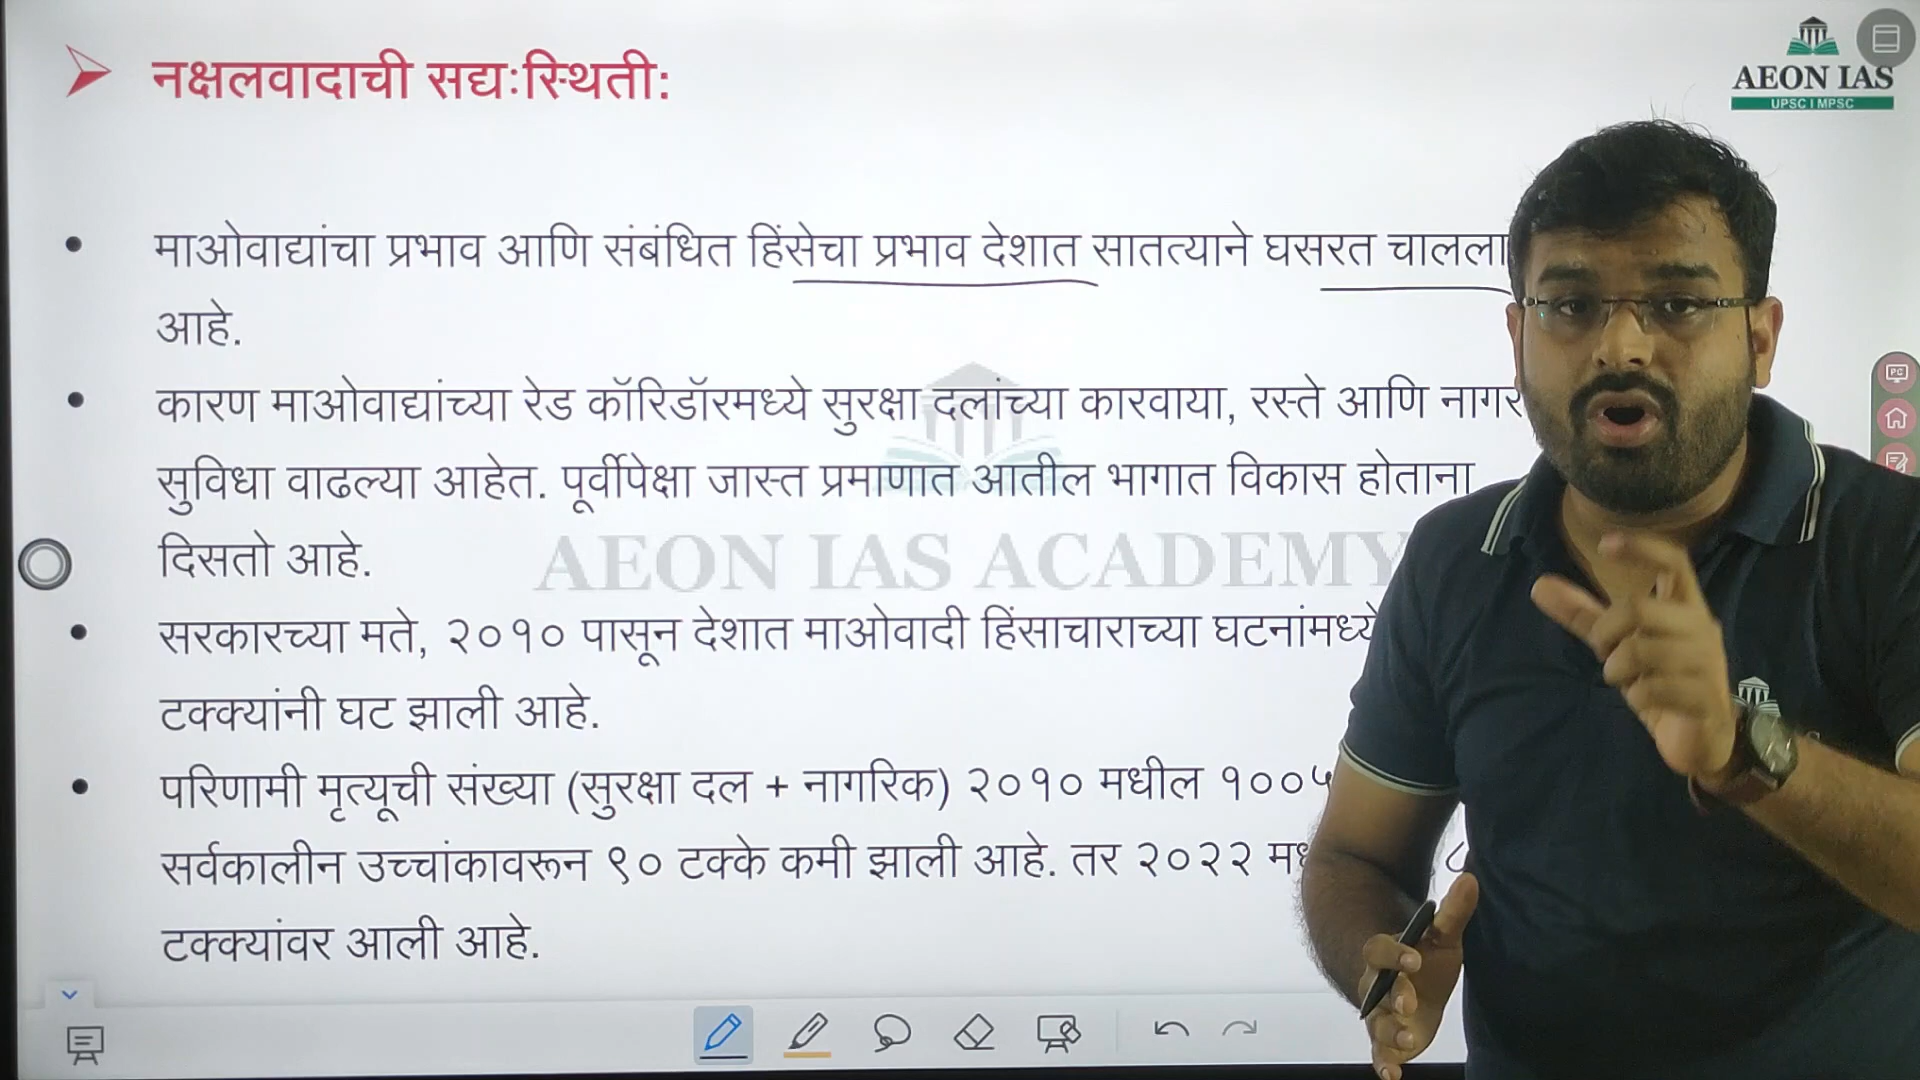 नक्षलवादाची सद्यःस्थिती:
AEON IAS
UPSC | MPSC
• माओवाद्यांचा प्रभाव आणि संबंधित हिंसेचा प्रभाव देशात सातत्याने घसरत चालला
आहे.
• कारण माओवाद्यांच्या रेड कॉरिडॉरमध्ये सुरक्षा दलांच्या कारवाया, रस्ते आणि
सुविधा वाढल्या आहेत. पूर्वीपेक्षा जास्त प्रमाणात आतील भागात विकास होताना
दिसतो आहे.
AEON IAS ACADEMY
• सरकारच्या मते, २०१० पासून देशात माओवादी हिंसाचाराच्या घटनांमध्ये
टक्क्यांनी घट झाली आहे.
• परिणामी मृत्यूची संख्या (सुरक्षा दल + नागरिक) २०१० मधील १००५
सर्वकालीन उच्चांकावरून ९० टक्के कमी झाली आहे. तर २०२२
टक्क्यांवर आली आहे.
PC